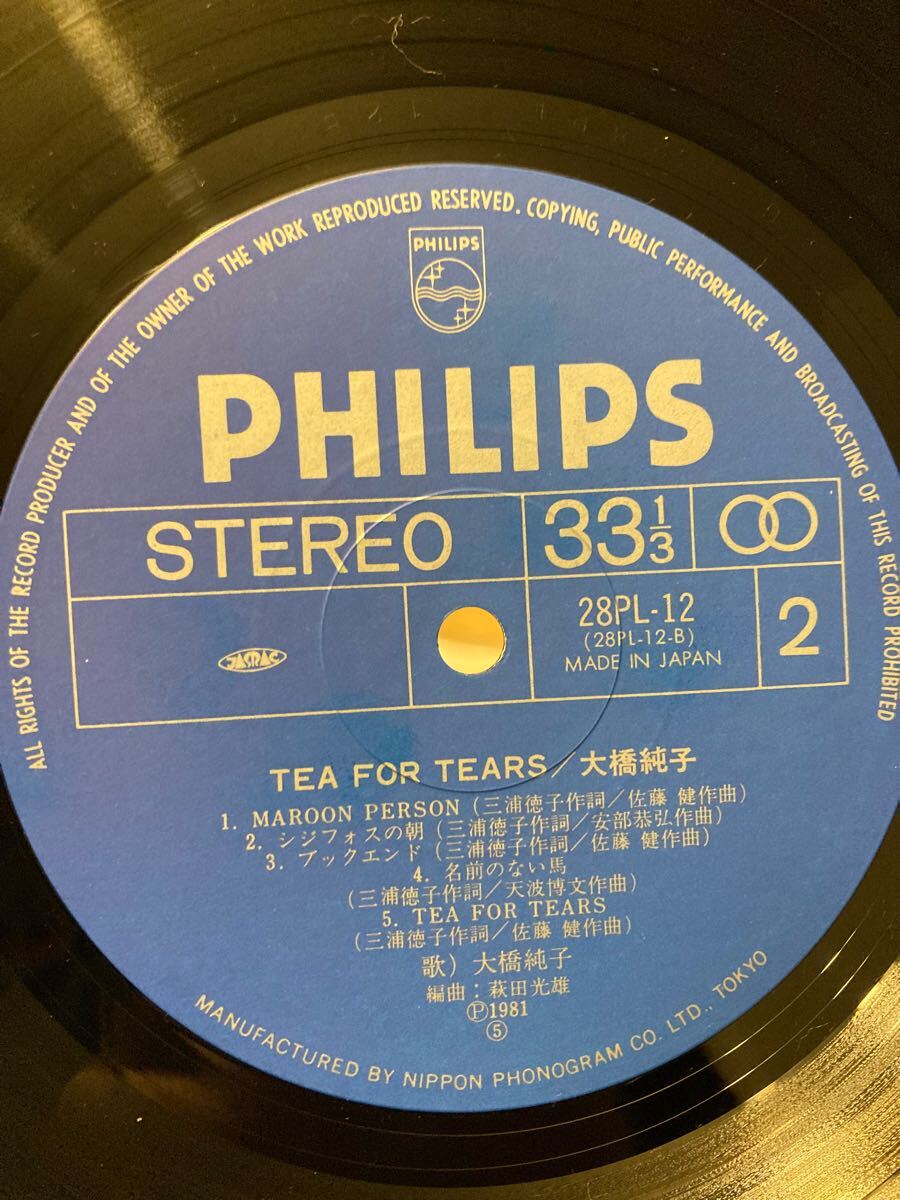 ALL RIGHTS OF THE RECORD PRODUCER AND OF THE OWNER OF THE WORK REPRODUCED RESERVED. COPYING, PUBLIC PERFORMANCE AND BROADCASTING OF THIS RECORD PROHIBITED
PHILIPS
PHILIPS
STEREO 33 1/3
JASRAC
28PL-12
(28PL-12-B)
MADE IN JAPAN
2
TEA FOR TEARS/大橋純子
1. MAROON PERSON (三浦徳子作詞/佐藤 健作曲)
2. シジフォスの朝 (三浦徳子作詞/安部恭弘作曲)
3. ブックエンド (三浦徳子作詞/佐藤 健作曲)
4. 名前のない馬
(三浦徳子作詞/天波博文作曲)
5. TEA FOR TEARS
(三浦徳子作詞/佐藤 健作曲)
歌) 大橋純子
編曲:萩田光雄
Ⓟ1981
⑤
MANUFACTURED BY NIPPON PHONOGRAM CO. LTD., TOKYO